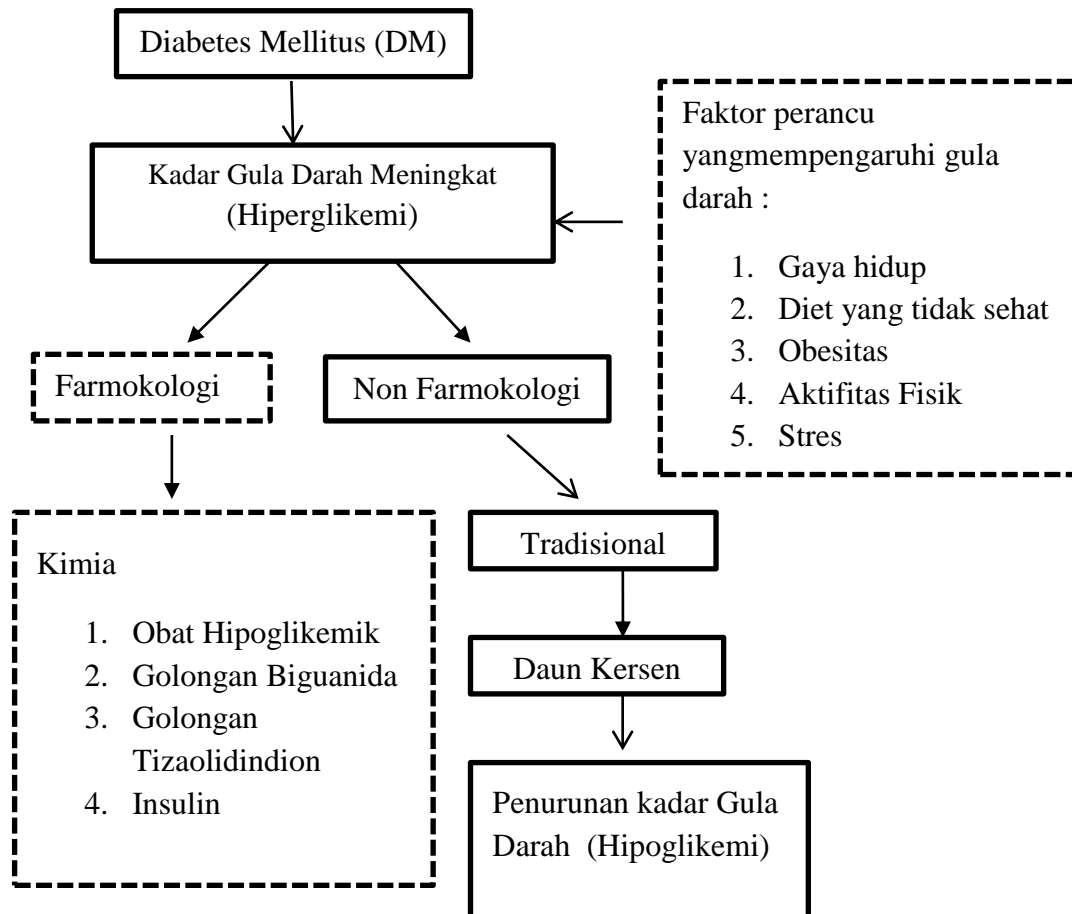 Diabetes Mellitus (DM)
Kadar Gula Darah Meningkat
(Hiperglikemi)
Faktor perancu
yangmempengaruhi gula
darah :
1. Gaya hidup
2. Diet yang tidak sehat
3. Obesitas
4. Aktifitas Fisik
5. Stres
Farmokologi
Non Farmokologi
Kimia
1. Obat Hipoglikemik
2. Golongan Biguanida
3. Golongan
Tizaolidindion
4. Insulin
Tradisional
Daun Kersen
Penurunan kadar Gula
Darah (Hipoglikemi)